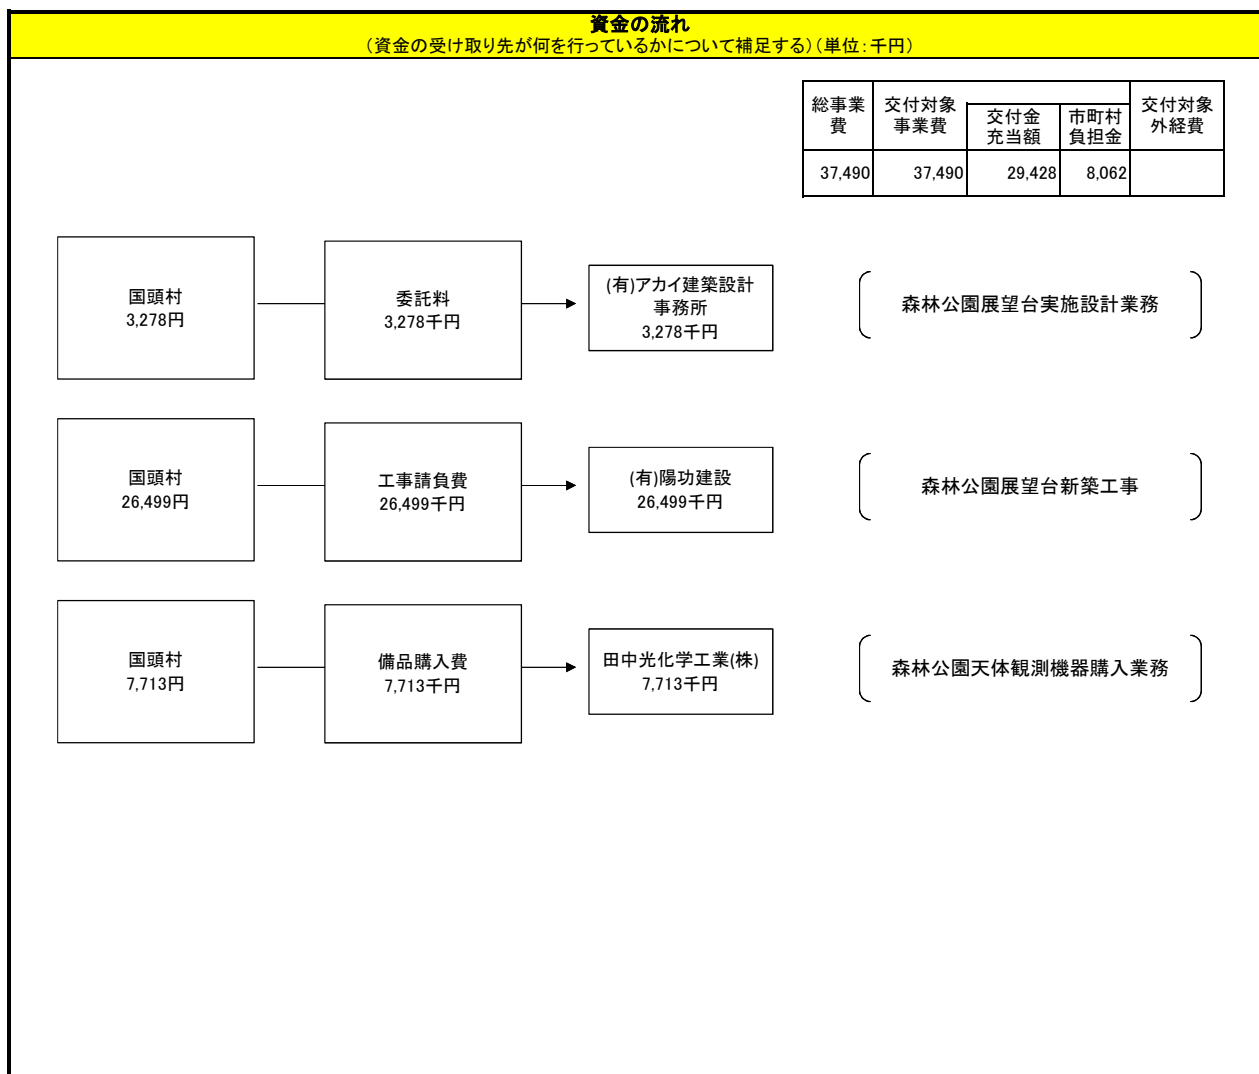 資金の流れ
(資金の受け取り先が何を行っているかについて補足する)(単位:千円)
総事業
費
交付対象
事業費
交付金
充当額
市町村
負担金
交付対象
外経費
37,490 37,490 29,428 8,062
国頭村
3,278円
委託料
3,278千円
(有)アカイ建築設計
事務所
3,278千円
森林公園展望台実施設計業務
国頭村
26,499円
工事請負費
26,499千円
(有)陽功建設
26,499千円
森林公園展望台新築工事
国頭村
7,713円
備品購入費
7,713千円
田中光化学工業(株)
7,713千円
森林公園天体観測機器購入業務